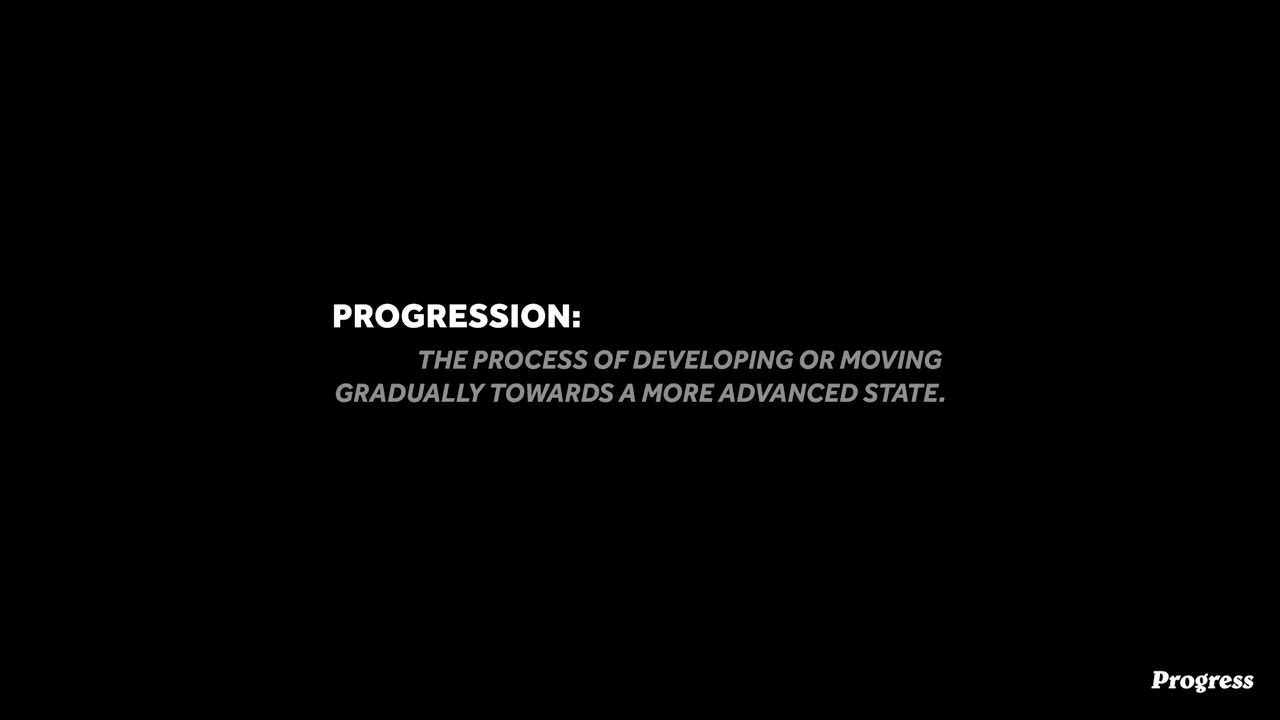 PROGRESSION:
THE PROCESS OF DEVELOPING OR MOVING
GRADUALLY TOWARDS A MORE ADVANCED STATE.
Progress